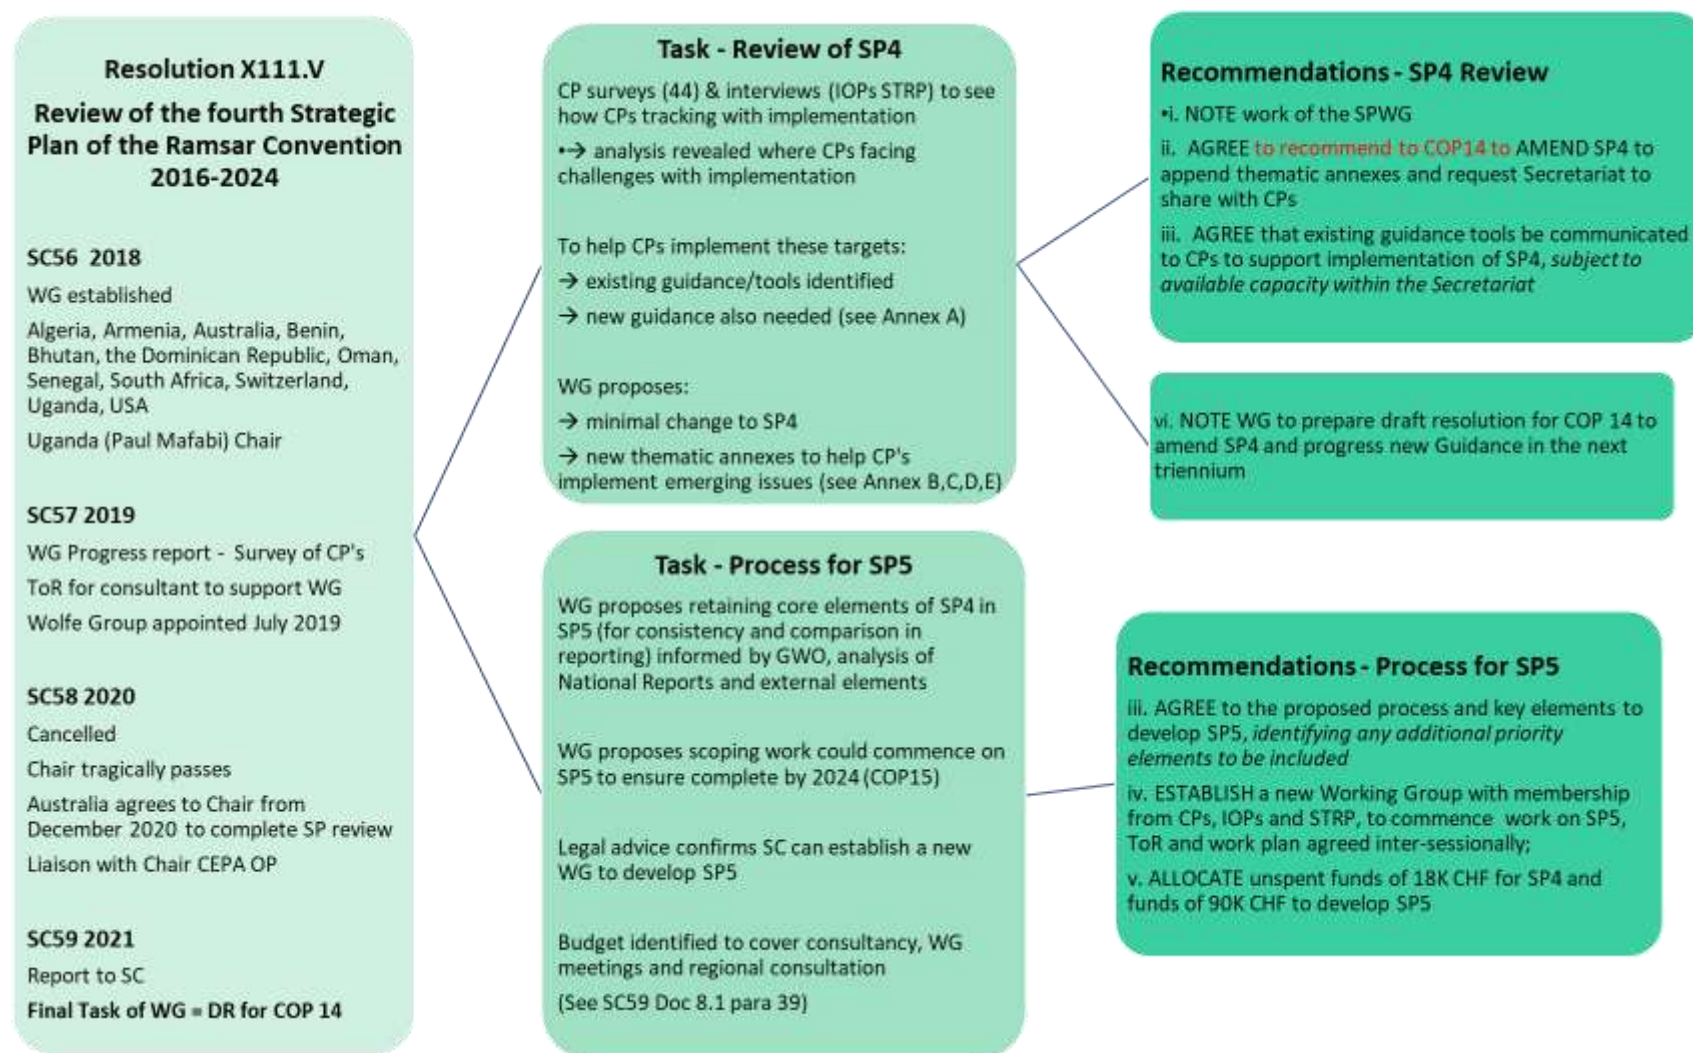 Resolution X111.V
Review of the fourth Strategic
Plan of the Ramsar Convention
2016-2024
SC56 2018
WG established
Algeria, Armenia, Australia, Benin,
Bhutan, the Dominican Republic, Oman,
Senegal, South Africa, Switzerland,
Uganda, USA
Uganda (Paul Mafabi) Chair
SC57 2019
WG Progress report - Survey of CP's
ToR for consultant to support WG
Wolfe Group appointed July 2019
SC58 2020
Cancelled
Chair tragically passes
Australia agrees to Chair from
December 2020 to complete SP review
Liaison with Chair CEPA OP
SC59 2021
Report to SC
Final Task of WG = DR for COP 14
Task - Review of SP4
CP surveys (44) & interviews (IOPs STRP) to see
how CPs tracking with implementation
•→ analysis revealed where CPs facing
challenges with implementation
To help CPs implement these targets:
→ existing guidance/tools identified
→ new guidance also needed (see Annex A)
WG proposes:
→ minimal change to SP4
→ new thematic annexes to help CP's
implement emerging issues (see Annex B,C,D,E)
Task - Process for SP5
WG proposes retaining core elements of SP4 in
SP5 (for consistency and comparison in
reporting) informed by GWO, analysis of
National Reports and external elements
WG proposes scoping work could commence on
SP5 to ensure complete by 2024 (COP15)
Legal advice confirms SC can establish a new
WG to develop SP5
Budget identified to cover consultancy, WG
meetings and regional consultation
(See SC59 Doc 8.1 para 39)
Recommendations - SP4 Review
•i. NOTE work of the SPWG
ii. AGREE to recommend to COP14 to AMEND SP4 to
append thematic annexes and request Secretariat to
share with CPs
iii. AGREE that existing guidance tools be communicated
to CPs to support implementation of SP4, subject to
available capacity within the Secretariat
vi. NOTE WG to prepare draft resolution for COP 14 to
amend SP4 and progress new Guidance in the next
triennium
Recommendations - Process for SP5
iii. AGREE to the proposed process and key elements to
develop SP5, identifying any additional priority
elements to be included
iv. ESTABLISH a new Working Group with membership
from CPs, IOPs and STRP, to commence work on SP5,
ToR and work plan agreed inter-sessionally;
v. ALLOCATE unspent funds of 18K CHF for SP4 and
funds of 90K CHF to develop SP5